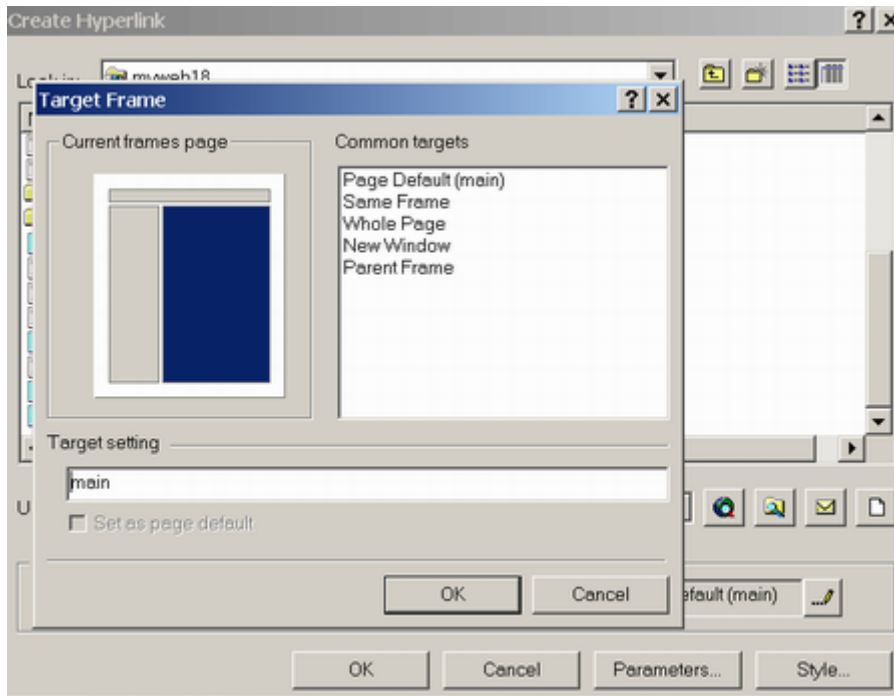 Create Hyperlink
myweb18
Target Frame
Current frames page
Common targets
Page Default (main)
Same Frame
Whole Page
New Window
Parent Frame
Target setting
main
U
Set as page default
OK Cancel
efault (main)
OK Cancel Parameters... Style...